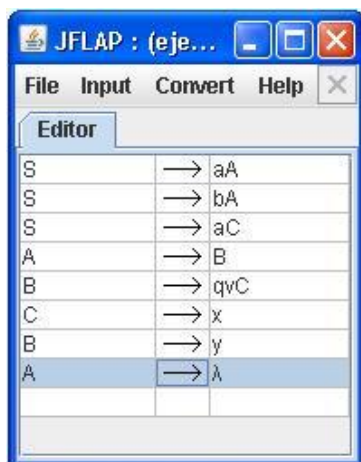 JFLAP : (eje...
File Input Convert Help
Editor
S → aA
S → bA
S → aC
A → B
B → qvC
C → x
B → y
A → λ